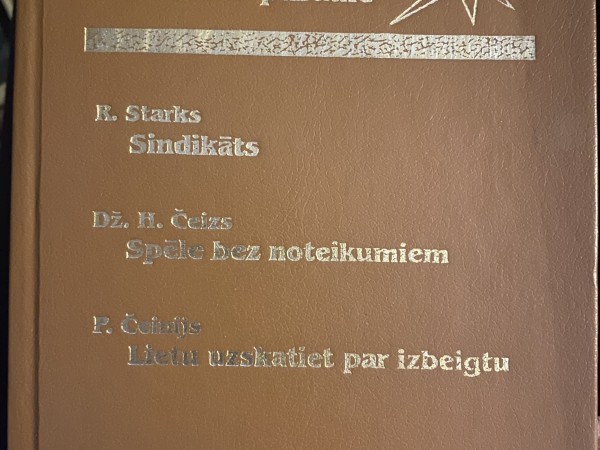 R. Starks
Sindikāts
Dž. H. Čeizs
Spēle bez noteikumiem
P. Čeinijs
Lietu uzskatiet par izbeigtu